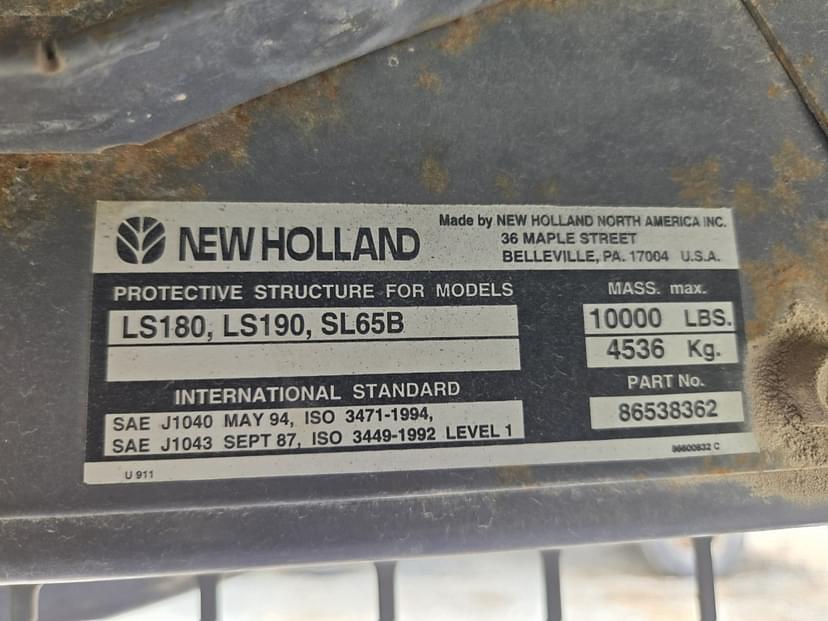 NEW HOLLAND
Made by NEW HOLLAND NORTH AMERICA INC.
36 MAPLE STREET
BELLEVILLE, PA. 17004 U.S.A.
PROTECTIVE STRUCTURE FOR MODELS
LS180, LS190, SL65B
MASS. max.
10000 LBS.
4536 Kg.
INTERNATIONAL STANDARD
SAE J1040 MAY 94, ISO 3471-1994,
SAE J1043 SEPT 87, ISO 3449-1992 LEVEL 1
PART No.
86538362
U 911